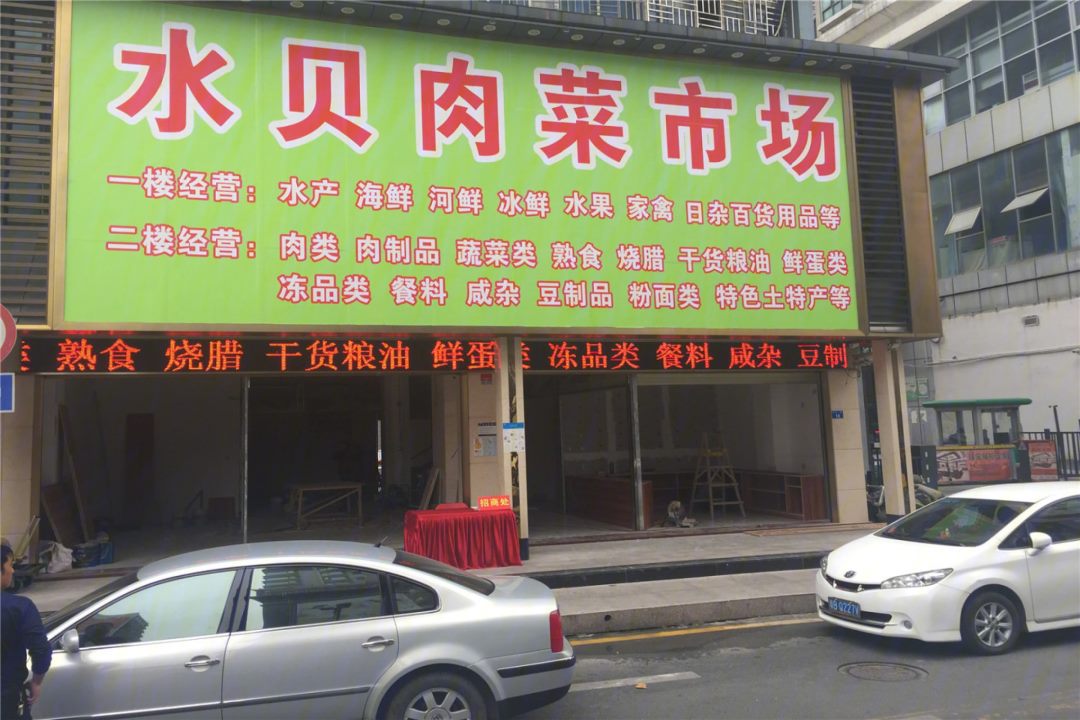 水贝肉菜市场
一楼经营：水产 海鲜 河鲜 冰鲜 水果 家禽 日杂百货用品等
二楼经营：肉类 肉制品 蔬菜类 熟食 烧腊 干货粮油 鲜蛋类
冻品类 餐料 咸杂 豆制品 粉面类 特色土特产等
类 熟食 烧腊 干货粮油 鲜蛋类 冻品类 餐料 咸杂 豆制
招商处